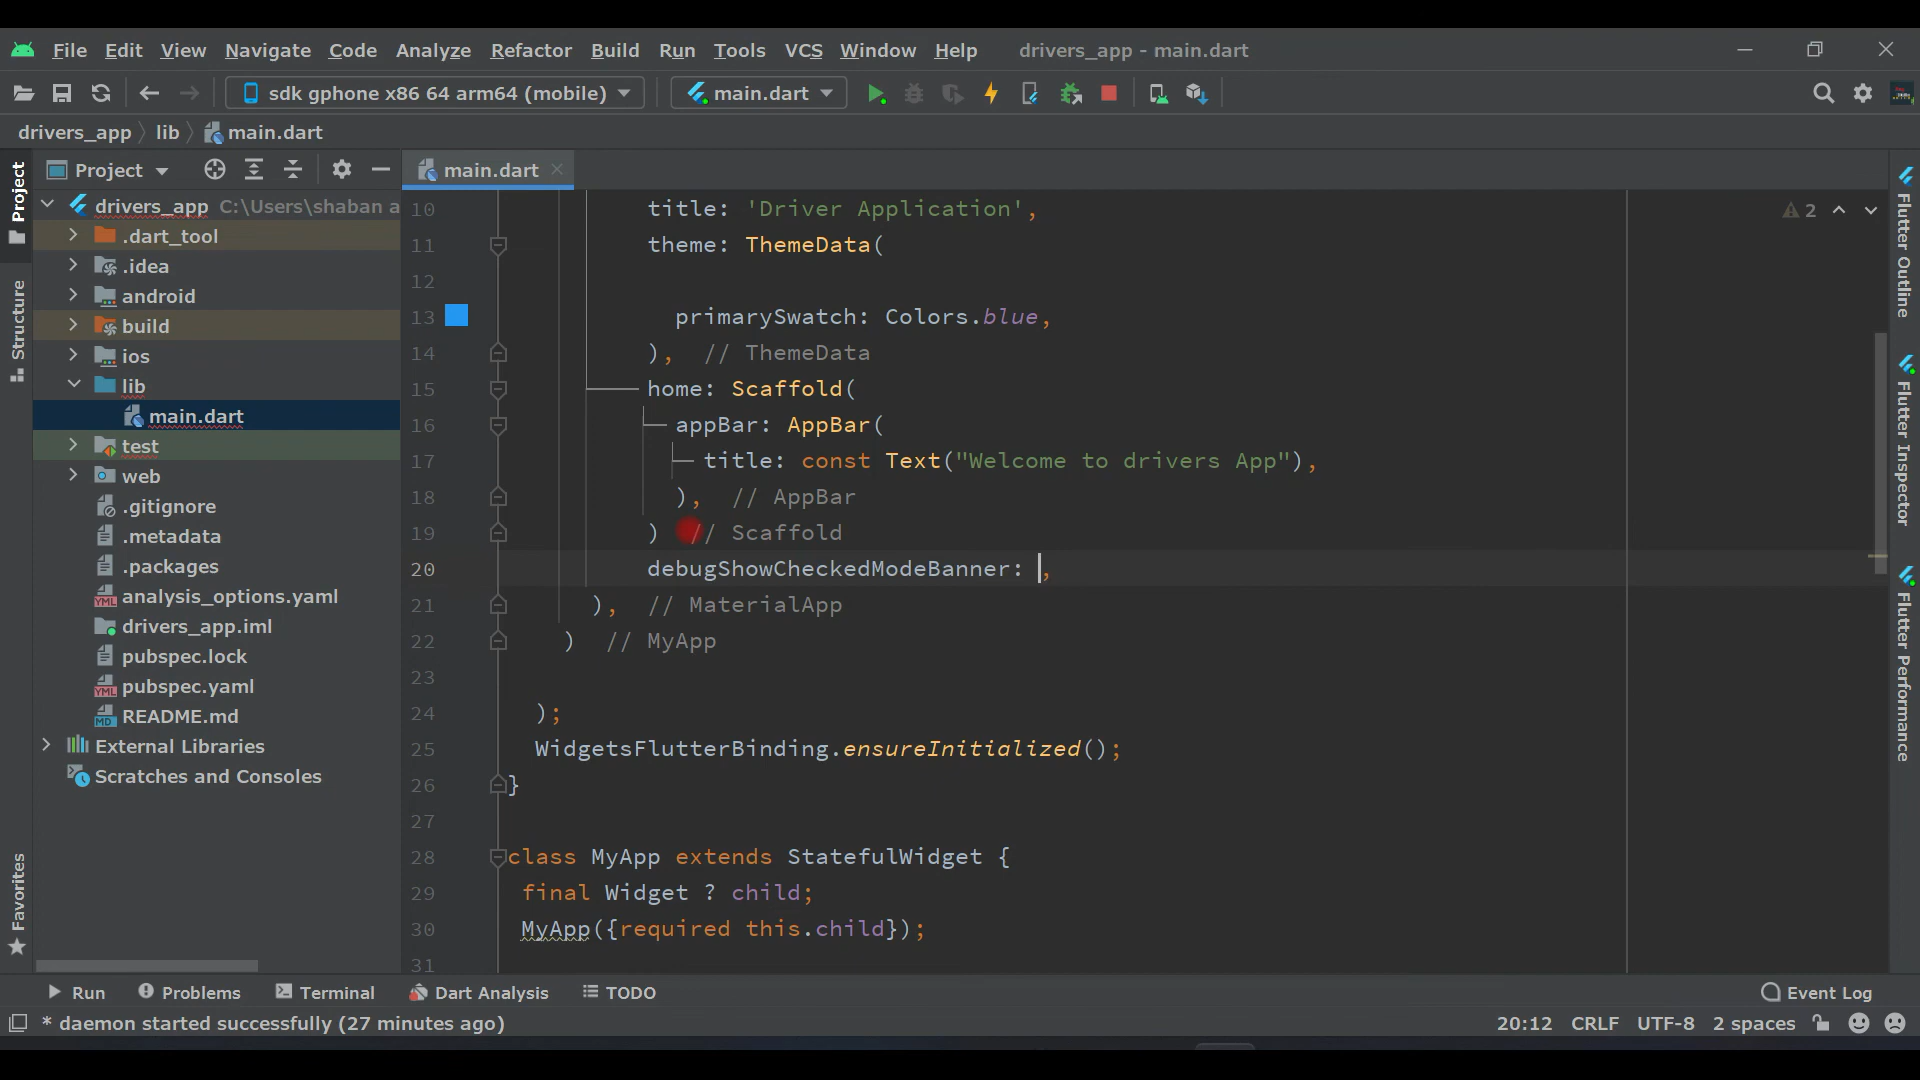 File Edit View Navigate Code Analyze Refactor Build Run Tools VCS Window Help drivers_app - main.dart
sdk gphone x86 64 arm64 (mobile) main.dart
drivers_app lib main.dart
Project main.dart
drivers_app C:\Users\shaban a
.dart_tool
.idea
android
build
ios
lib
main.dart
test
web
.gitignore
.metadata
.packages
analysis_options.yaml
drivers_app.iml
pubspec.lock
pubspec.yaml
README.md
External Libraries
Scratches and Consoles
Project
Structure
Favorites
10 title: 'Driver Application',
11 theme: ThemeData(
12
13 primarySwatch: Colors.blue,
14 ), // ThemeData
15 home: Scaffold(
16 appBar: AppBar(
17 title: const Text("Welcome to drivers App"),
18 ), // AppBar
19 ) // Scaffold
20 debugShowCheckedModeBanner: ,
21 ), // MaterialApp
22 ) // MyApp
23
24 );
25 WidgetsFlutterBinding.ensureInitialized();
26 }
27
28 class MyApp extends StatefulWidget {
29 final Widget ? child;
30 MyApp({required this.child});
31
2
Flutter Outline
Flutter Inspector
Flutter Performance
Run Problems Terminal Dart Analysis TODO Event Log
* daemon started successfully (27 minutes ago) 20:12 CRLF UTF-8 2 spaces